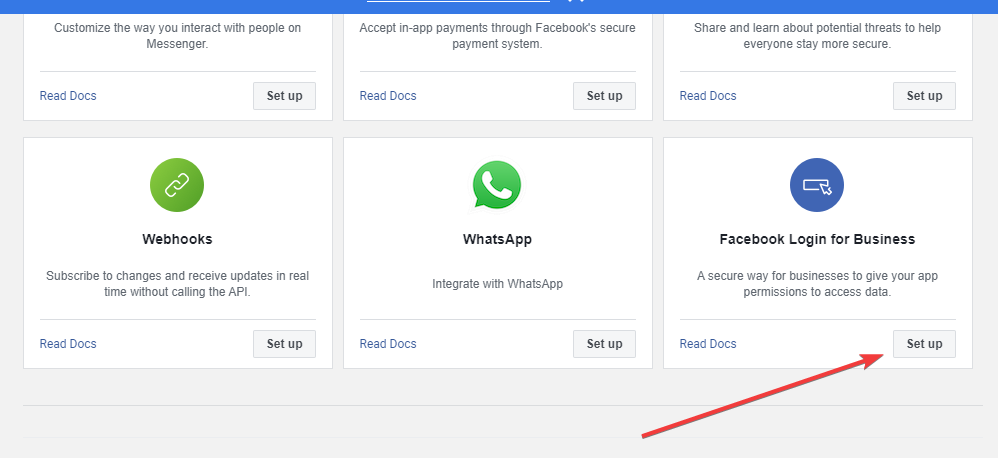 Customize the way you interact with people on
Messenger.
Read Docs
Set up
Accept in-app payments through Facebook's secure
payment system.
Read Docs
Set up
Share and learn about potential threats to help
everyone stay more secure.
Read Docs
Set up
Webhooks
Subscribe to changes and receive updates in real
time without calling the API.
Read Docs
Set up
WhatsApp
Integrate with WhatsApp
Read Docs
Set up
Facebook Login for Business
A secure way for businesses to give your app
permissions to access data.
Read Docs
Set up